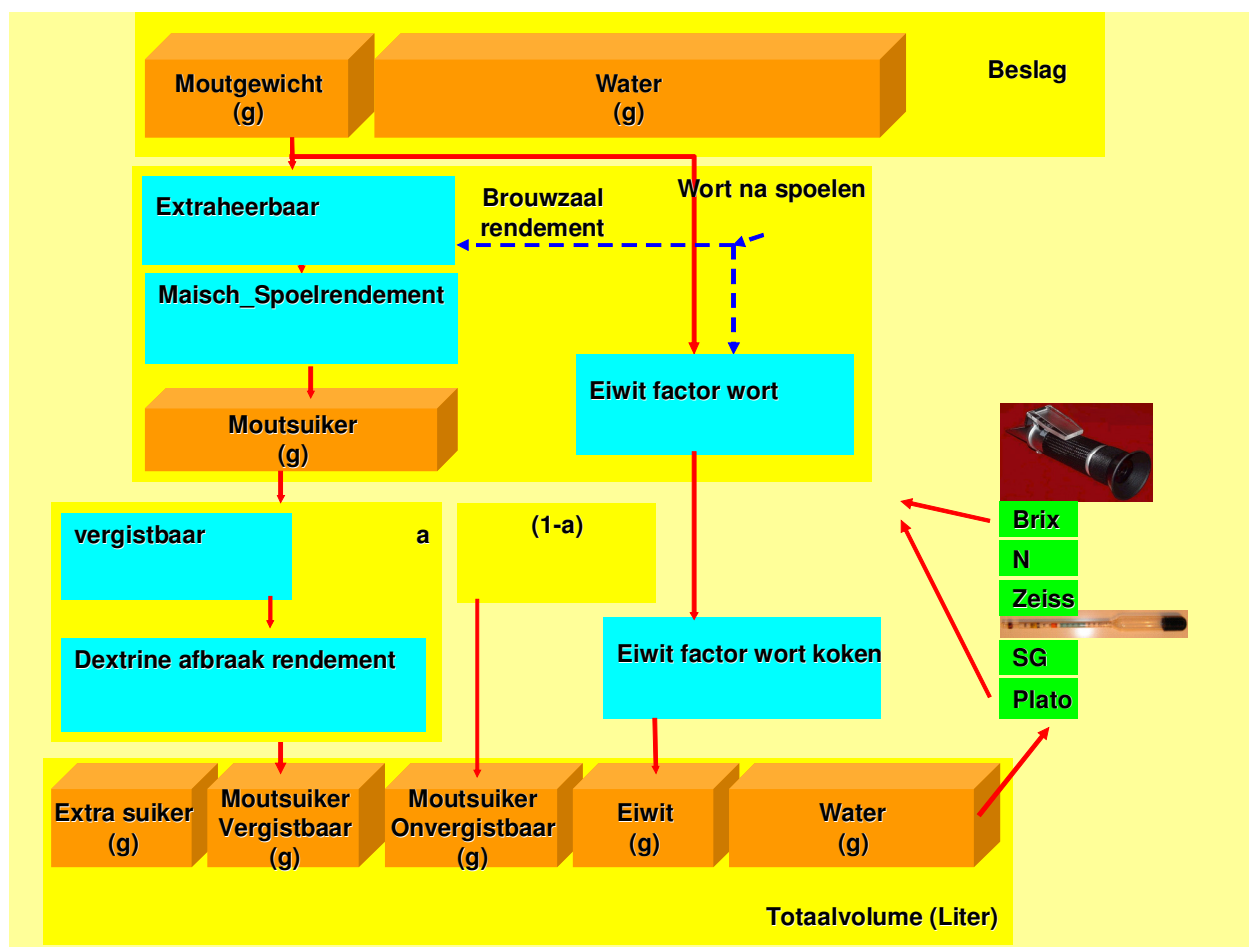 Beslag
Moutgewicht
(g)
Water
(g)
Wort na spoelen
Brouwzaal
rendement
Extraheerbaar
Maisch_Spoelrendement
Eiwit factor wort
Moutsuiker
(g)
vergistbaar
a
(1-a)
Brix
N
Zeiss
SG
Plato
Dextrine afbraak rendement
Eiwit factor wort koken
Extra suiker
(g)
Moutsuiker
Vergistbaar
(g)
Moutsuiker
Onvergistbaar
(g)
Eiwit
(g)
Water
(g)
Totaalvolume (Liter)